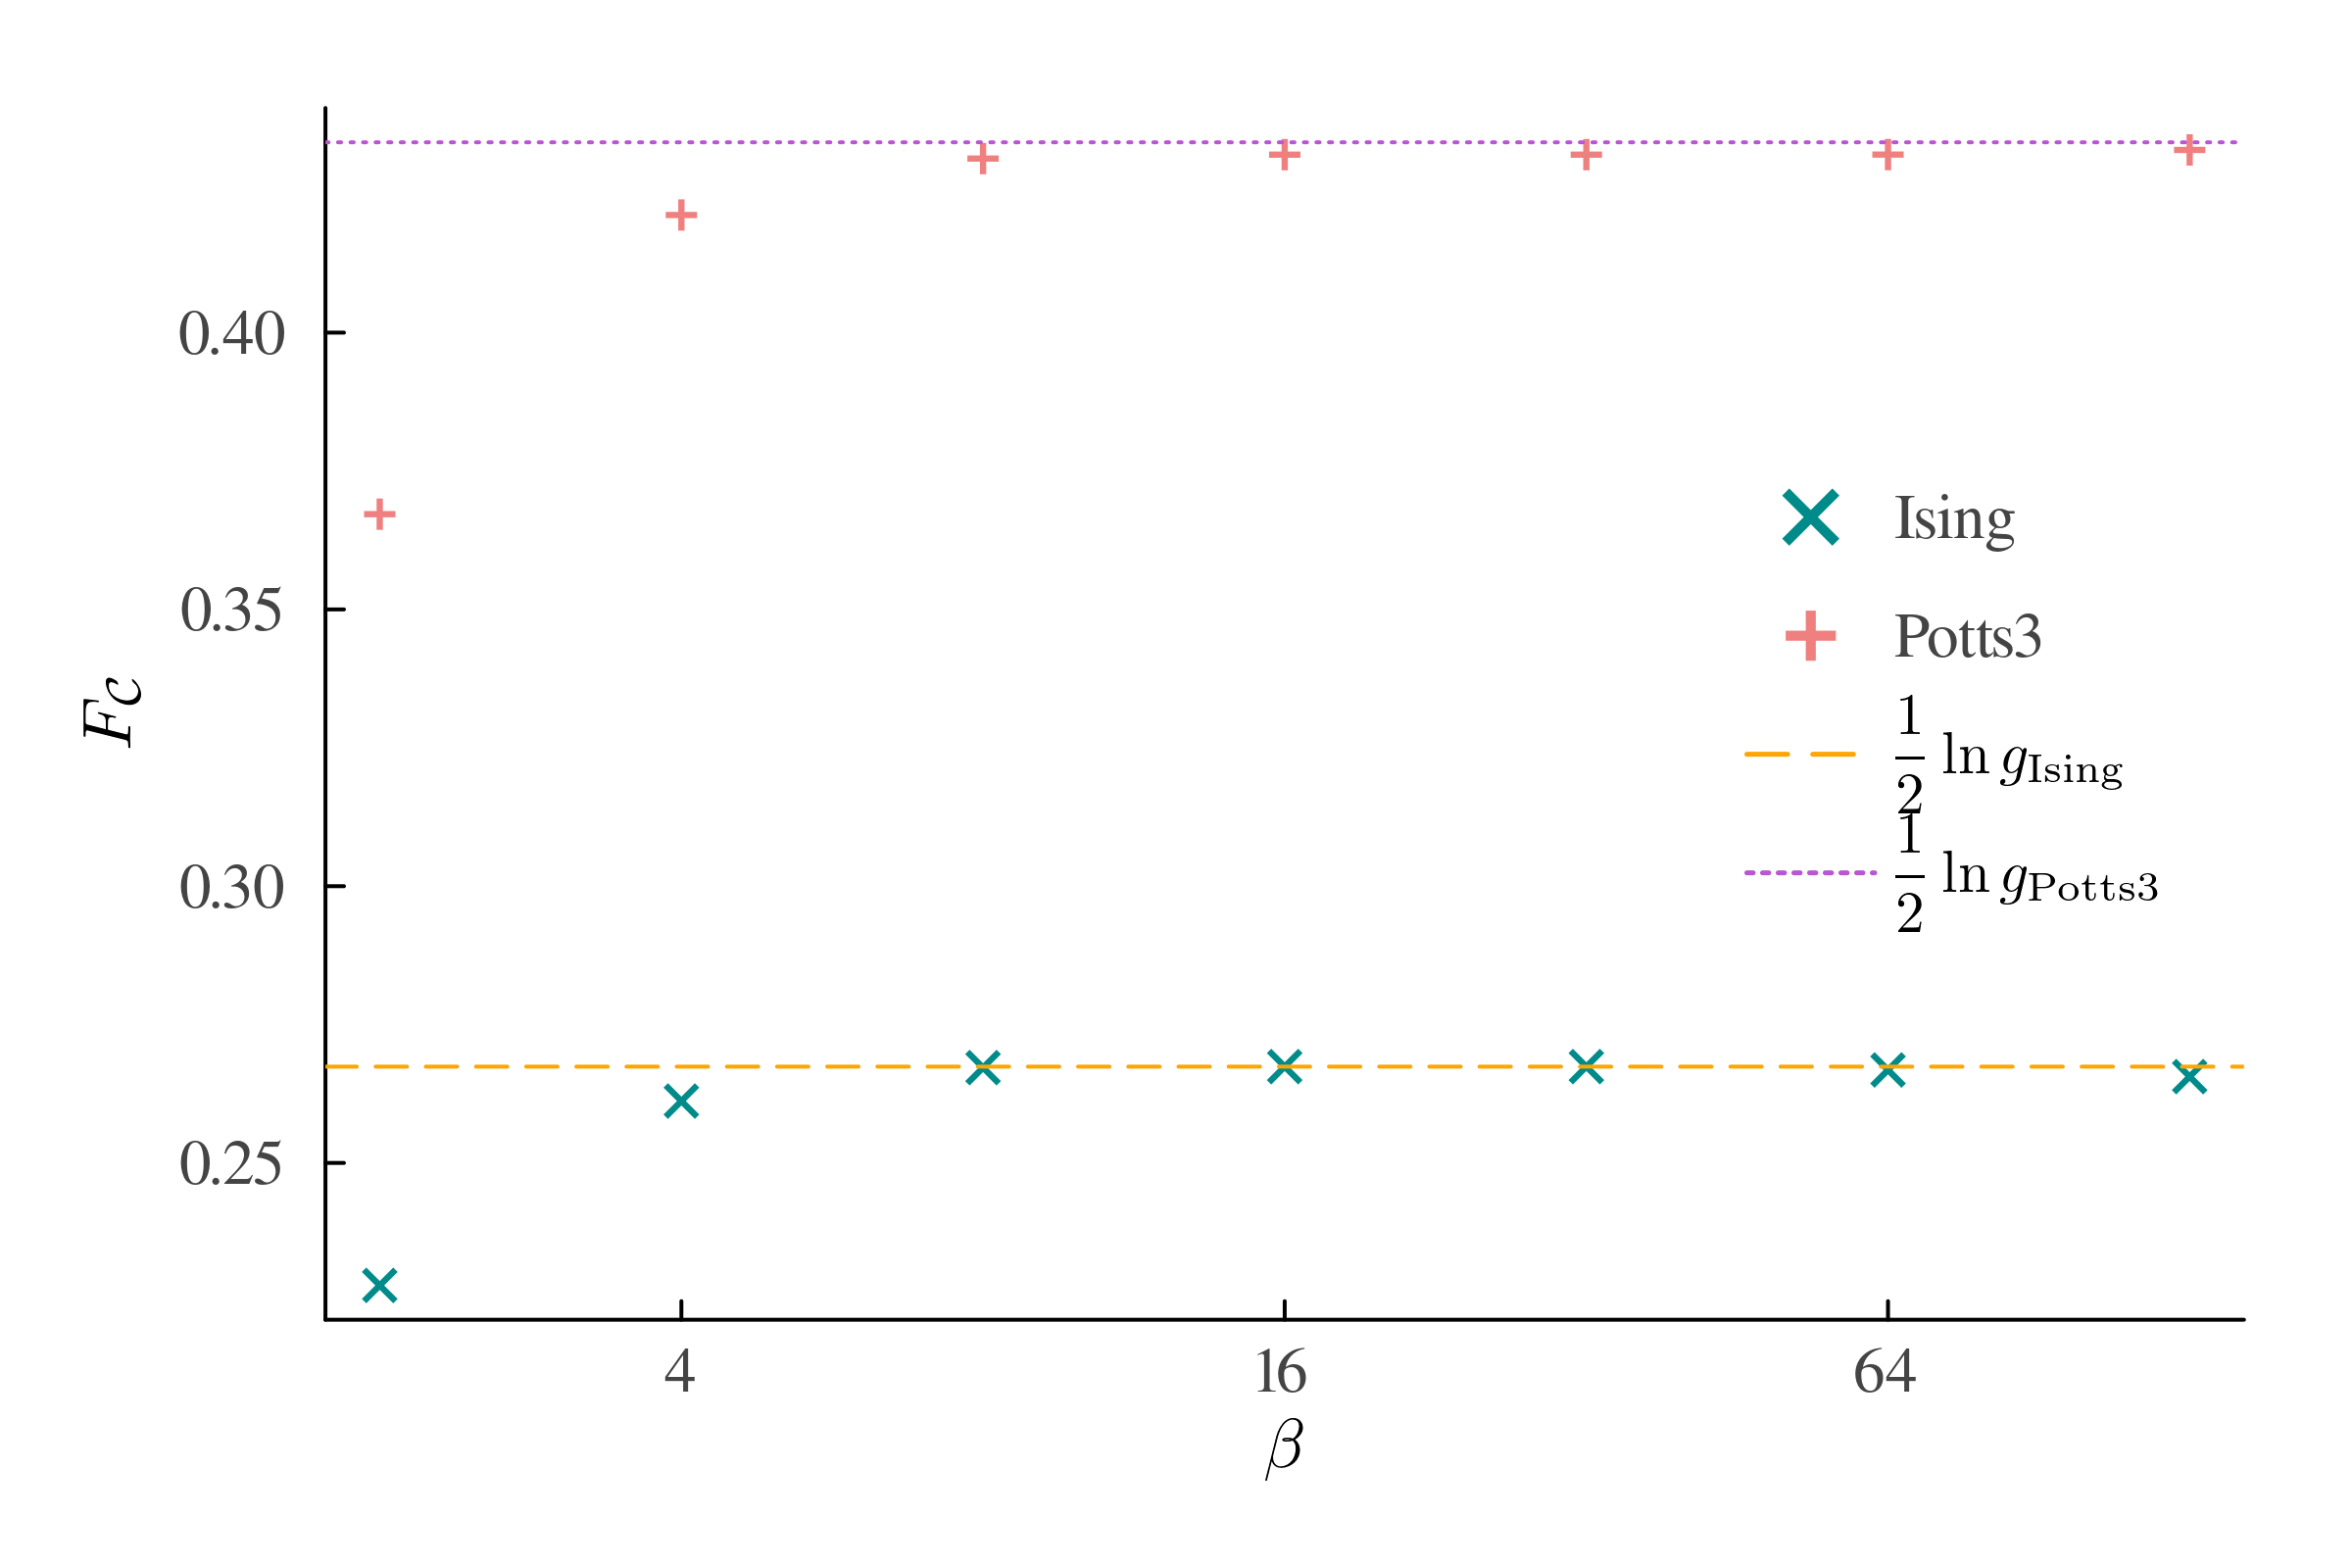 0.40
0.35
0.30
0.25
F_C
4
16
64
β
Ising
Potts3
1/2 ln g_Ising
1/2 ln g_Potts3